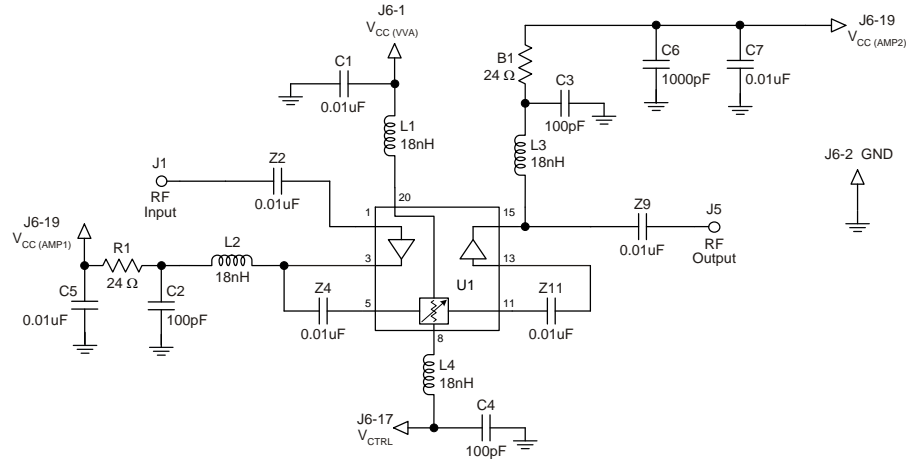 J6-1
VCC (VVA)
C1
0.01uF
L1
18nH
20
J6-19
VCC (AMP2)
B1
24 Ω
C6
1000pF
C7
0.01uF
C3
100pF
L3
18nH
J6-2 GND
J1
RF
Input
Z2
0.01uF
1
15
Z9
0.01uF
J5
RF
Output
J6-19
VCC (AMP1)
R1
24 Ω
L2
18nH
3
13
U1
C5
0.01uF
C2
100pF
Z4
0.01uF
5
11
Z11
0.01uF
8
L4
18nH
J6-17
VCTRL
C4
100pF